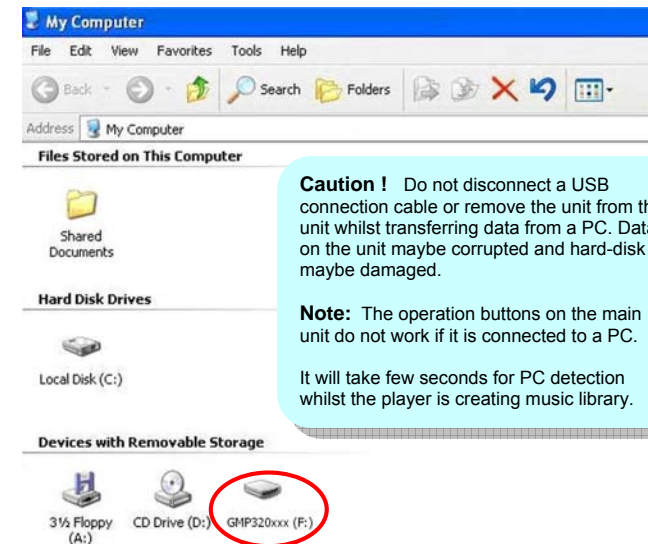 My Computer
File Edit View Favorites Tools Help
Back Search Folders
Address My Computer
Files Stored on This Computer
Shared
Documents
Caution ! Do not disconnect a USB
connection cable or remove the unit from th
unit whilst transferring data from a PC. Data
on the unit maybe corrupted and hard-disk
maybe damaged.
Hard Disk Drives
Note: The operation buttons on the main
unit do not work if it is connected to a PC.
Local Disk (C:)
It will take few seconds for PC detection
whilst the player is creating music library.
Devices with Removable Storage
3½ Floppy
(A:)
CD Drive (D:)
GMP320xxx (F:)